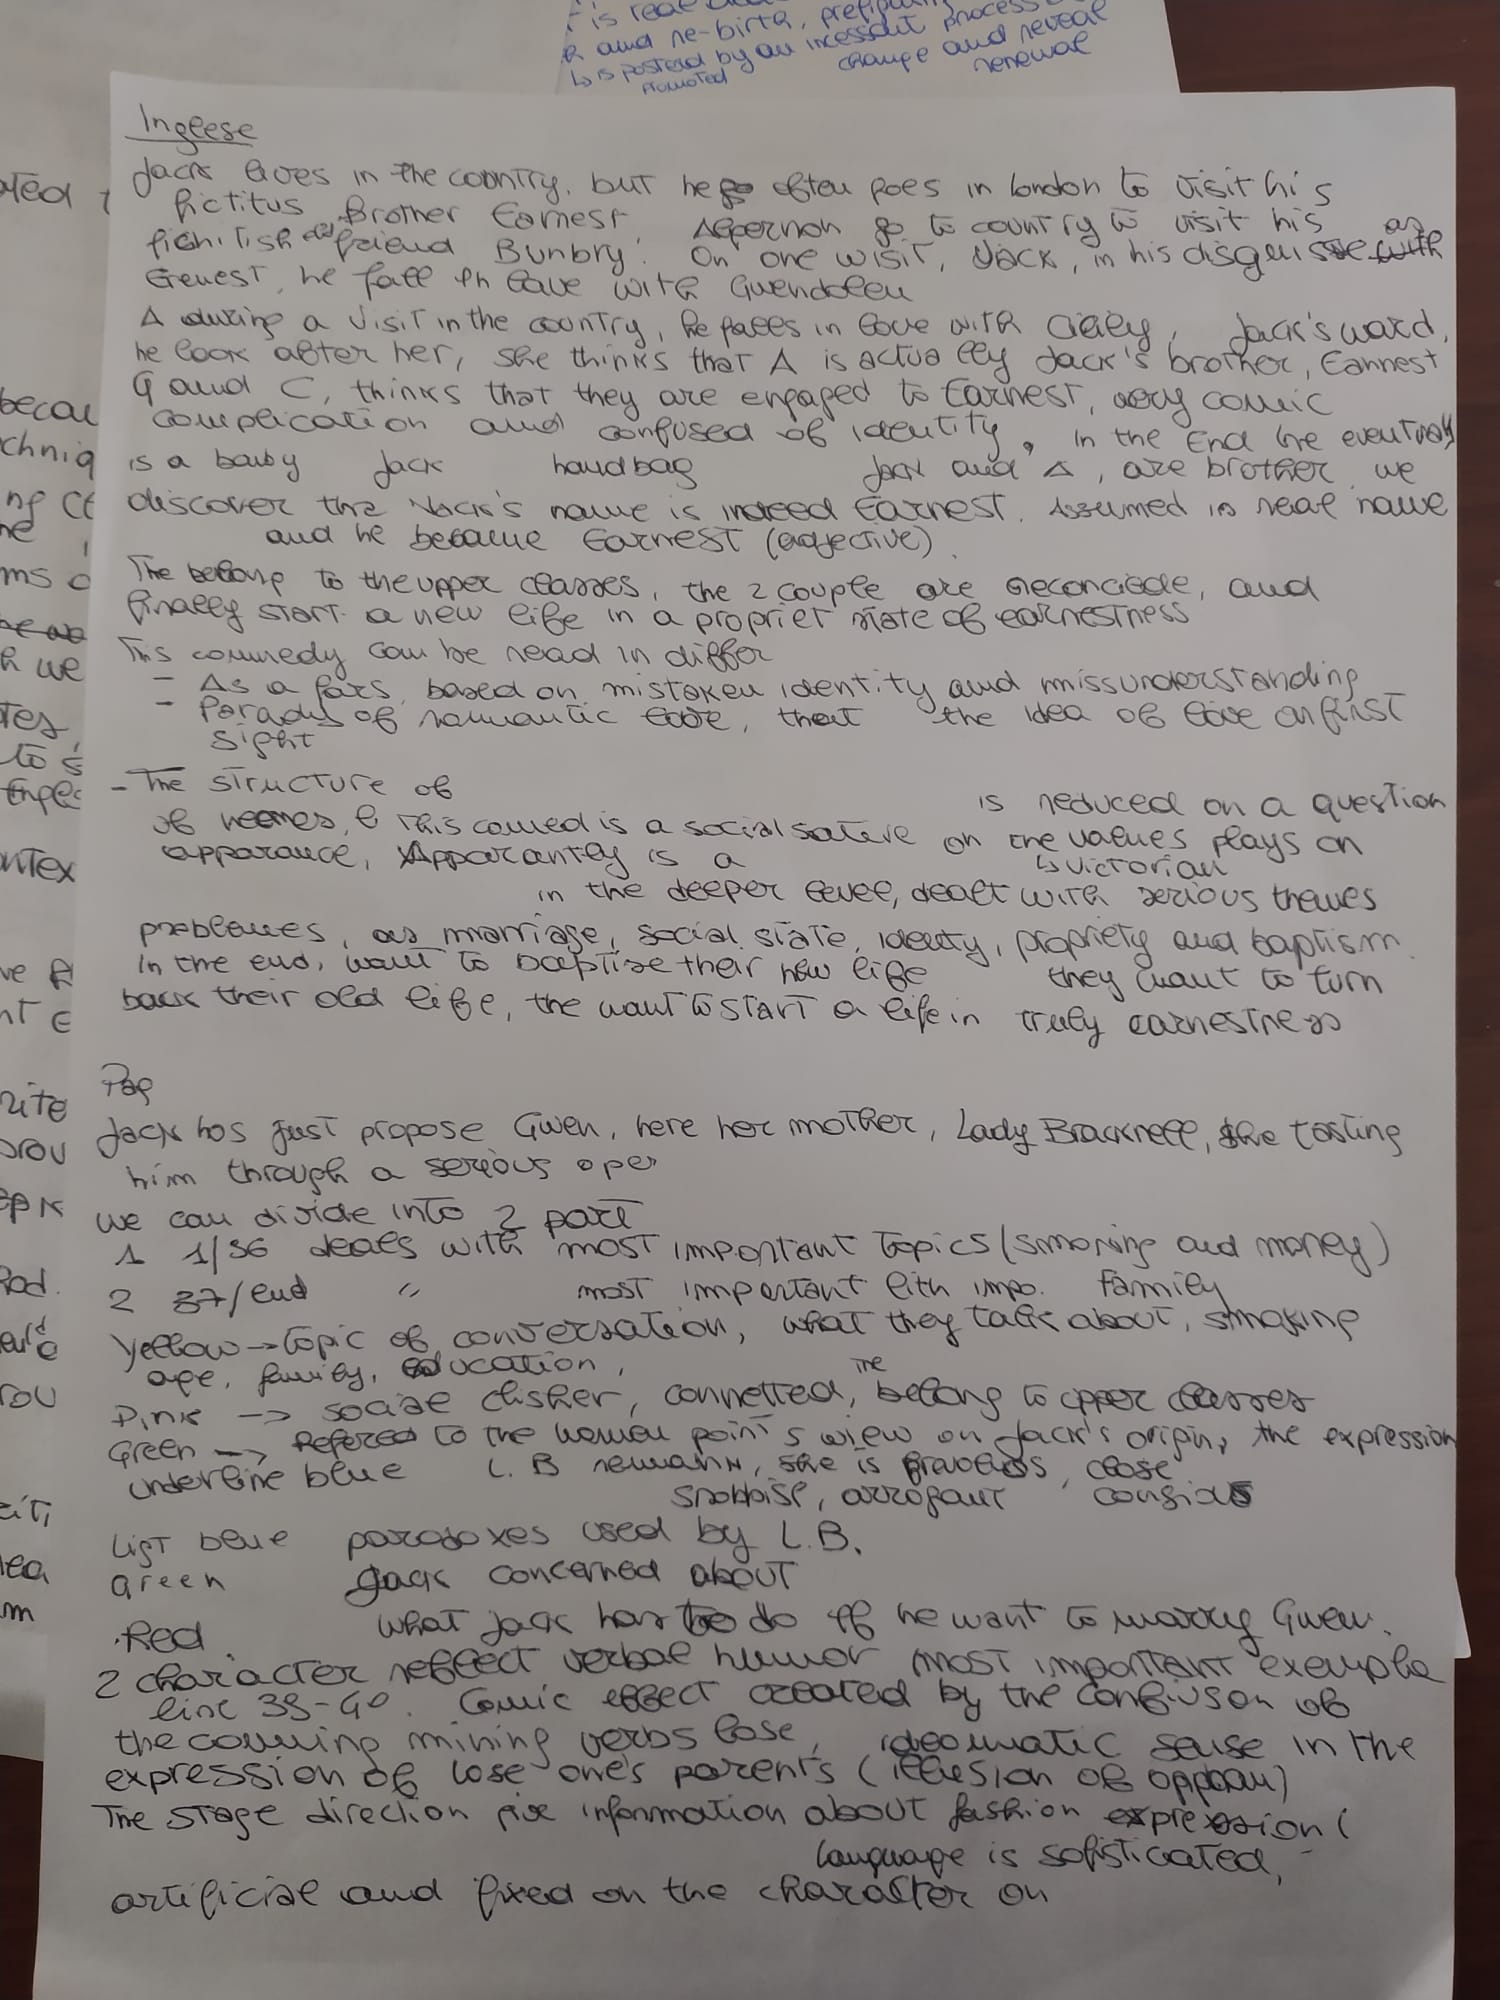 is real
and re-birth,
is posterd by an incessant process
promoted change and reveal
renewal
Inglese
Jack lives in the country, but he often goes in london to visit his
fictitus Brother Earnest. Algernon go to country to visit his
friend Bunbry. On one wisit, Jack, in his disguise as
Ernest, he fall in love with Gwendolen
A during a visit in the country, he falls in love with Cicily, Jack's ward,
he look after her, she thinks that A is actually Jack's brother, Earnest
G and C, thinks that they are engaged to Earnest, very comic
complication and confused of identity, in the End we eventually
is a baby Jack handbag Jack and A, are brother we
discover the Jack's name is indeed Earnest. Assumed is real name
and he became Earnest (adjective).
The belong to the upper classes, the 2 couple are reconcide, and
finally start a new life in a propriet state of earnestness
This commedy can be read in differ
- As a fars, based on mistaken identity and missunderstanding
- Parady of romantic love, that the idea of love on first
sight
- The structure of
is reduced on a question
of neemes, this comed is a social satire on the values plays on
apparance, Apparantly is a ↳ victorian
in the deeper level, dealt with serious themes
problemes, as marriage, social state, identy, propriety and baptism
in the end, want to baptise their new life they want to turn
back their old life, the want to start a life in truly earnestness
Pag
Jack has just propose Gwen, here her mother, Lady Bracknell, she tasting
him through a serious oper
we can divide into 2 part
1 1/36 deals with most important topics (smoking and money)
2 37/end " most important lith impo. family
Yellow → topic of conversation, what they talk about, smoking
age, family, education,
Pink → social clisher, connetted, The belong to upper classes
Green → Refered to the women point s wiew on Jack's origin, the expression
underline blue L. B remark, she is frivolus, close
snobbish, arrogant
List blue paradoxes used by L.B.
Green Jack concerned about
Red. what Jack has to do if he want to marry Gwen.
2 character reflect verbal humor most important example
line 39-40. Comic effect created by the confiuson of
the comming mining verbs lose, ideomatic sense in the
expression of lose one's parents (illusion of oppau)
The stage direction give information about fashion expression (
language is sofisticated,
artificial and fixed on the character on